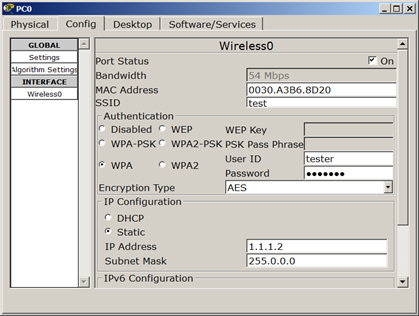 PC0
Physical Config Desktop Software/Services
GLOBAL
Settings
Algorithm Settings
INTERFACE
Wireless0
Wireless0
Port Status On
Bandwidth 54 Mbps
MAC Address 0030.A3B6.8D20
SSID test
Authentication
Disabled WEP WEP Key
WPA-PSK WPA2-PSK PSK Pass Phrase
User ID tester
WPA WPA2
Password •••••••
Encryption Type AES
IP Configuration
DHCP
Static
IP Address 1.1.1.2
Subnet Mask 255.0.0.0
IPv6 Configuration